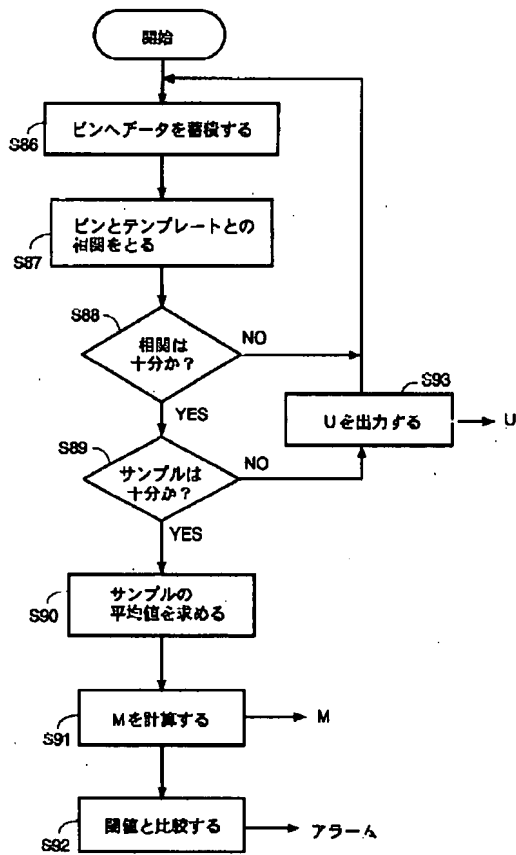 開始
S86
ビンへデータを蓄積する
S87
ビンとテンプレートとの
相関をとる
S88
相関は
十分か?
NO
YES
S93
Uを出力する
U
S89
サンプルは
十分か?
NO
YES
S90
サンプルの
平均値を求める
S91
Mを計算する
M
S92
閾値と比較する
アラーム